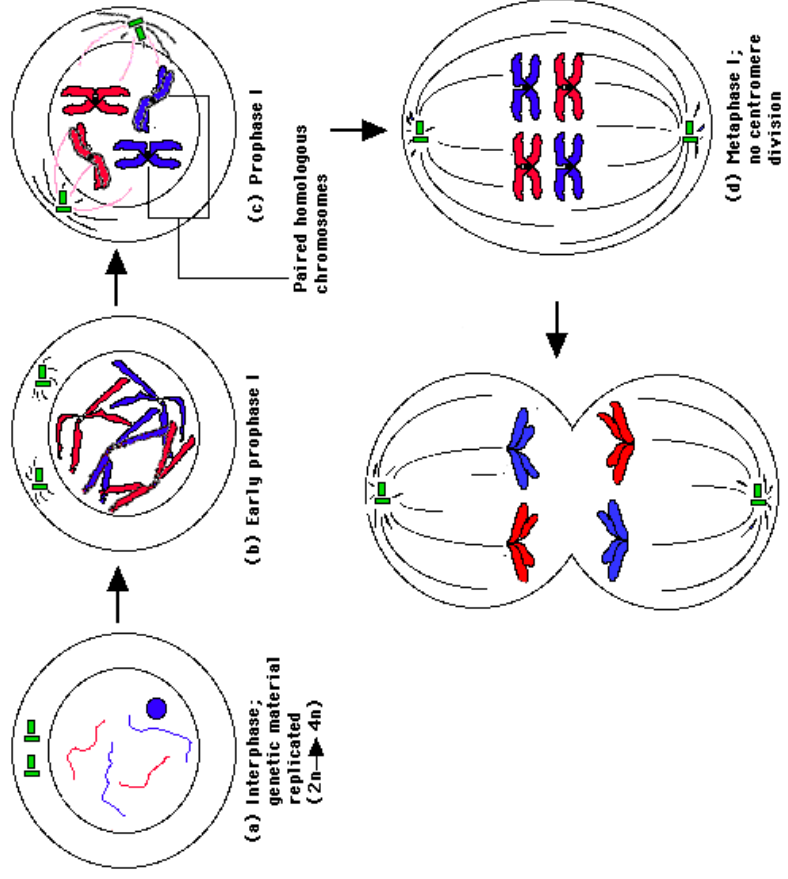 (a) Interphase;
genetic material
replicated
(2n→4n)
(b) Early prophase I
(c) Prophase I
Paired homologous
chromosomes
(d) Metaphase I;
no centromere
division